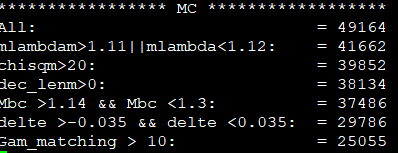 ***************** MC ******************
All: = 49164
mlambdam>1.11||mlambda<1.12: = 41662
chisqm>20: = 39852
dec_lenm>0: = 38134
Mbc >1.14 && Mbc <1.3: = 37486
delte >-0.035 && delte <0.035: = 29786
Gam_matching > 10: = 25055